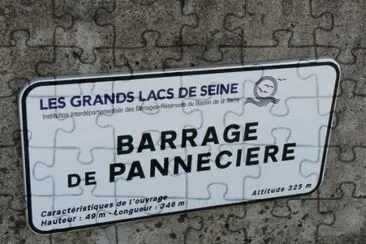 LES GRANDS LACS DE SEINE
Institution Interdépartementale des Barrages-Réservoirs du Bassin de la Seine
BARRAGE
DE PANNECIERE
Caractéristiques de l'ouvrage
Hauteur : 49 m - Longueur : 346 m
Altitude 325 m